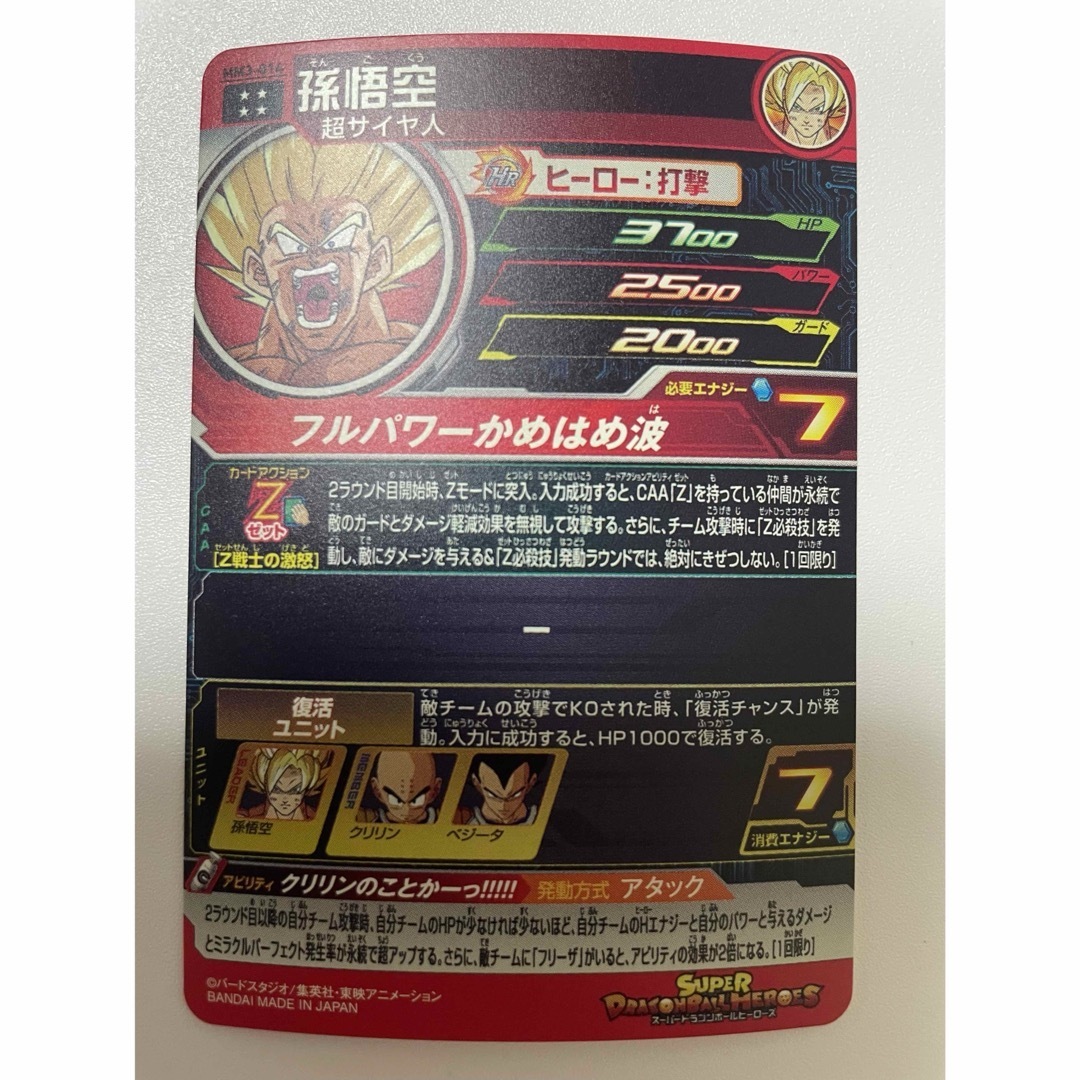 MM3-014
孫悟空
超サイヤ人
HR ヒーロー:打撃
3700 HP
2500 パワー
2000 ガード
必要エナジー 7
フルパワーかめはめ波
CAA
カードアクション
Z
ゼット
[Z戦士の激怒]
2ラウンド目開始時、Zモードに突入。入力成功すると、CAA「Z」を持っている仲間が永続で
敵のガードとダメージ軽減効果を無視して攻撃する。さらに、チーム攻撃時に「Z必殺技」を発
動し、敵にダメージを与える&「Z必殺技」発動ラウンドでは、絶対にきぜつしない。[1回限り]
ー
ユニット
復活
ユニット
敵チームの攻撃でKOされた時、「復活チャンス」が発
動。入力に成功すると、HP1000で復活する。
LEADER
孫悟空
MEMBER
クリリン
ベジータ
7
消費エナジー
アビリティ クリリンのことかーっ!!!!! 発動方式 アタック
2ラウンド目以降の自分チーム攻撃時、自分チームのHPが少なければ少ないほど、自分チームのHエナジーと自分のパワーと与えるダメージ
とミラクルパーフェクト発生率が永続で超アップする。さらに、敵チームに「フリーザ」がいると、アビリティの効果が2倍になる。[1回限り]
©バードスタジオ/集英社・東映アニメーション
BANDAI MADE IN JAPAN
SUPER
DRAGONBALL HEROES
スーパードラゴンボールヒーローズ